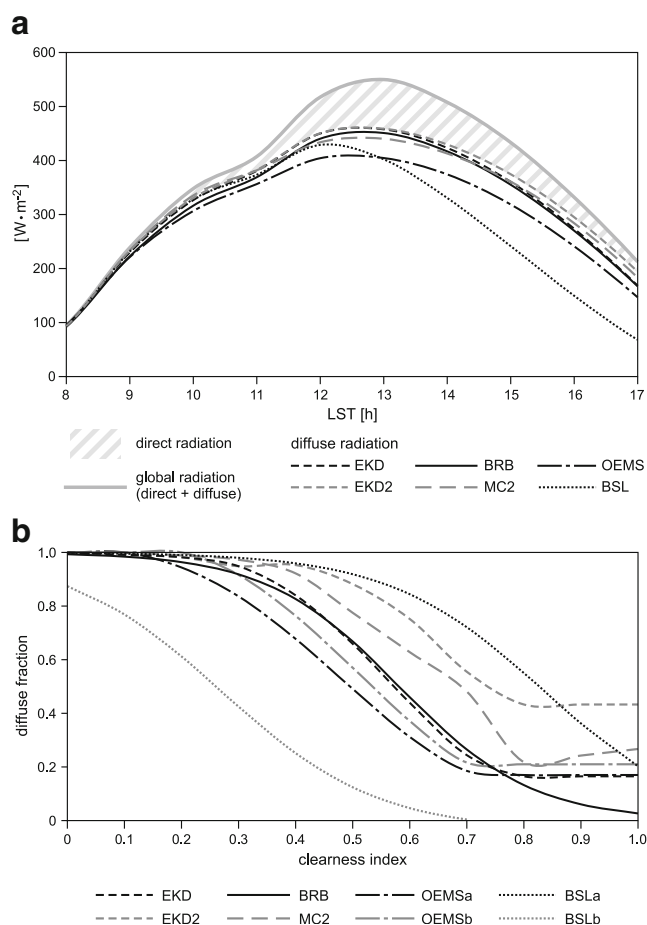 a
600
500
400
300
200
100
0
[W·m-2]
8 9 10 11 12 13 14 15 16 17
LST [h]
direct radiation
global radiation
(direct + diffuse)
diffuse radiation
EKD BRB OEMS
EKD2 MC2 BSL
b
1.0
0.8
0.6
0.4
0.2
0
diffuse fraction
0 0.1 0.2 0.3 0.4 0.5 0.6 0.7 0.8 0.9 1.0
clearness index
EKD BRB OEMSa BSLa
EKD2 MC2 OEMSb BSLb